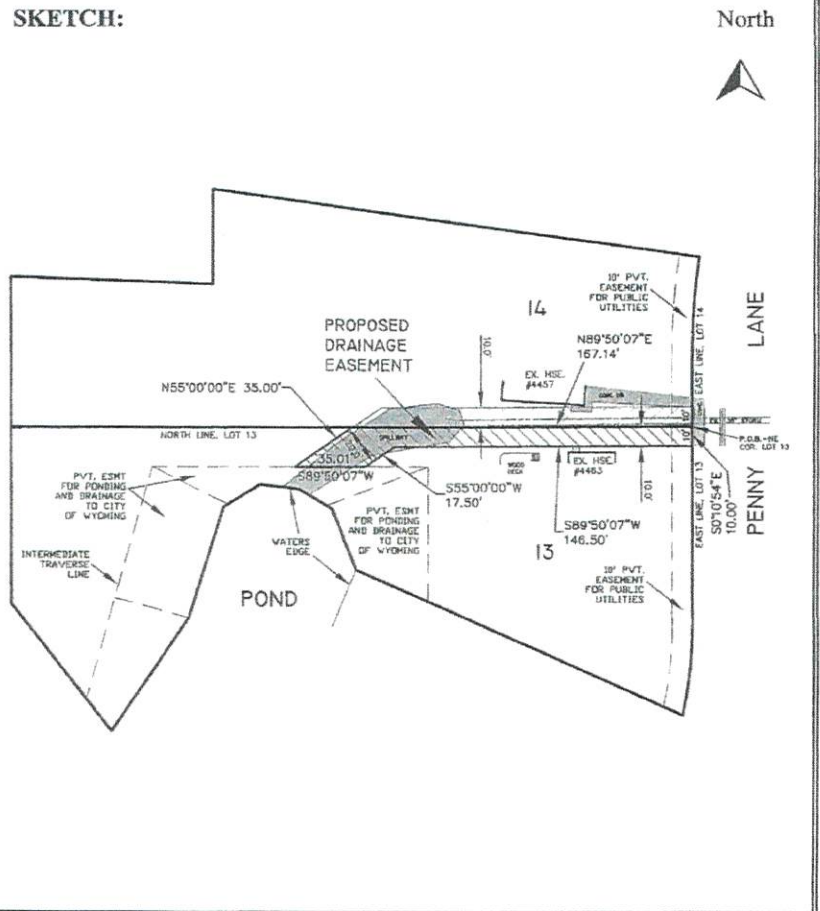 SKETCH:
North
10' PVT.
EASEMENT
FOR PUBLIC
UTILITIES
14
PROPOSED
DRAINAGE
EASEMENT
N89°50'07"E
167.14'
10.0'
EX. HSE.
#4457
EAST LINE, LOT 14
LANE
N55°00'00"E 35.00'
NORTH LINE, LOT 13
SPILLWAY
10' 10'
P.O.B.-NE
COR. LOT 13
35.01'
S89°50'07"W
WOOD
DECK
EX. HSE.
#4463
S55°00'00"W
17.50'
10.0'
S0°10'54"E
10.00'
EAST LINE, LOT 13
PENNY
PVT. ESMT
FOR PONDING
AND DRAINAGE
TO CITY
OF WYOMING
PVT. ESMT
FOR PONDING
AND DRAINAGE
TO CITY
OF WYOMING
S89°50'07"W
146.50'
WATERS
EDGE
13
INTERMEDIATE
TRAVERSE
LINE
POND
10' PVT.
EASEMENT
FOR PUBLIC
UTILITIES